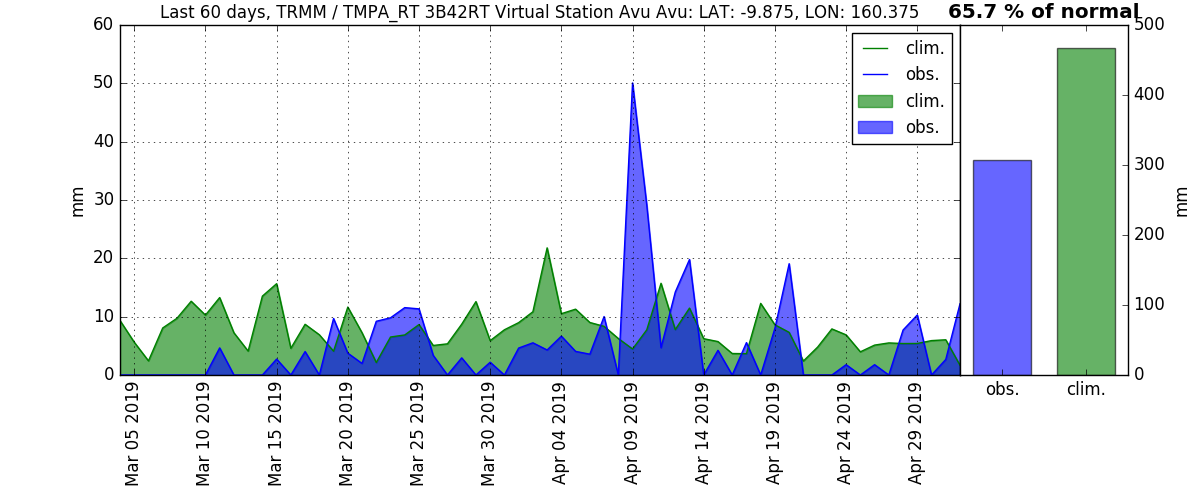 Last 60 days, TRMM / TMPA_RT 3B42RT Virtual Station Avu Avu: LAT: -9.875, LON: 160.375
65.7 % of normal
60
50
40
30
20
10
0
mm
clim.
obs.
clim.
obs.
Mar 05 2019
Mar 10 2019
Mar 15 2019
Mar 20 2019
Mar 25 2019
Mar 30 2019
Apr 04 2019
Apr 09 2019
Apr 14 2019
Apr 19 2019
Apr 24 2019
Apr 29 2019
500
400
300
200
100
0
mm
obs.
clim.